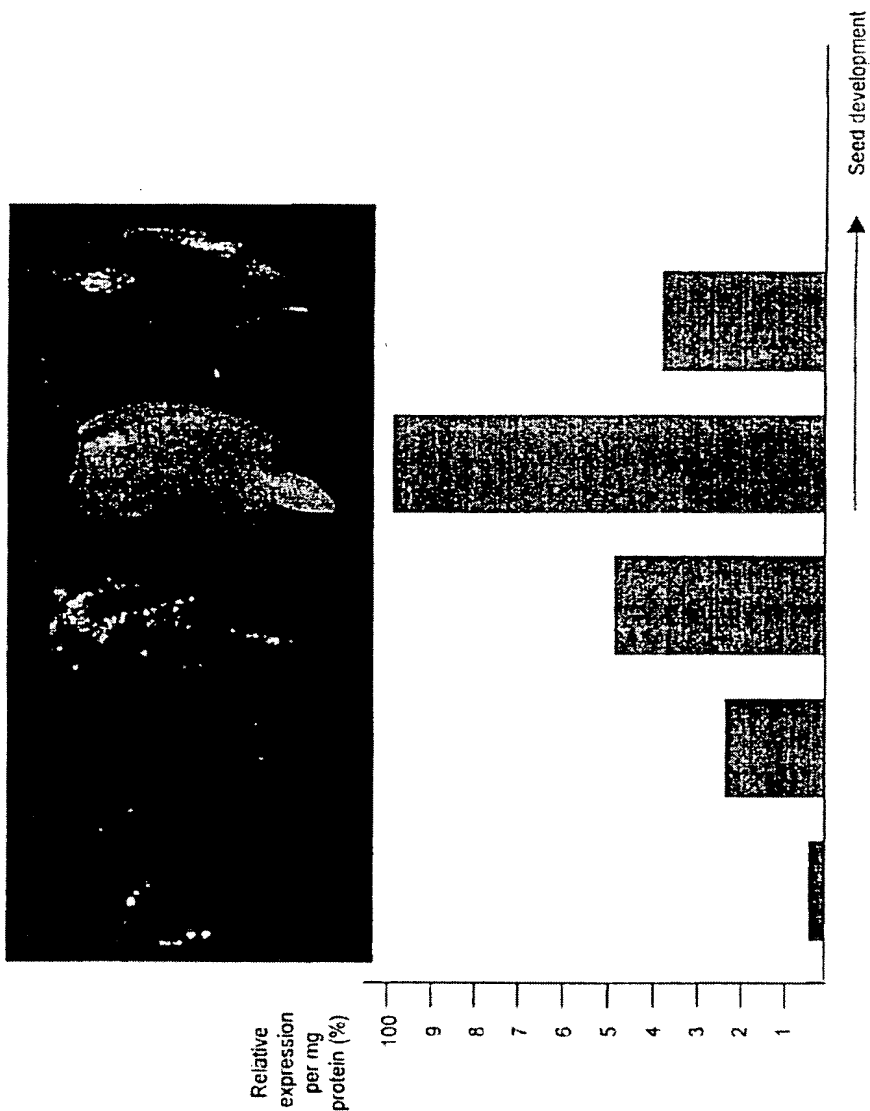 Relative
expression
per mg
protein (%)
100
9
8
7
6
5
4
3
2
1
Seed development